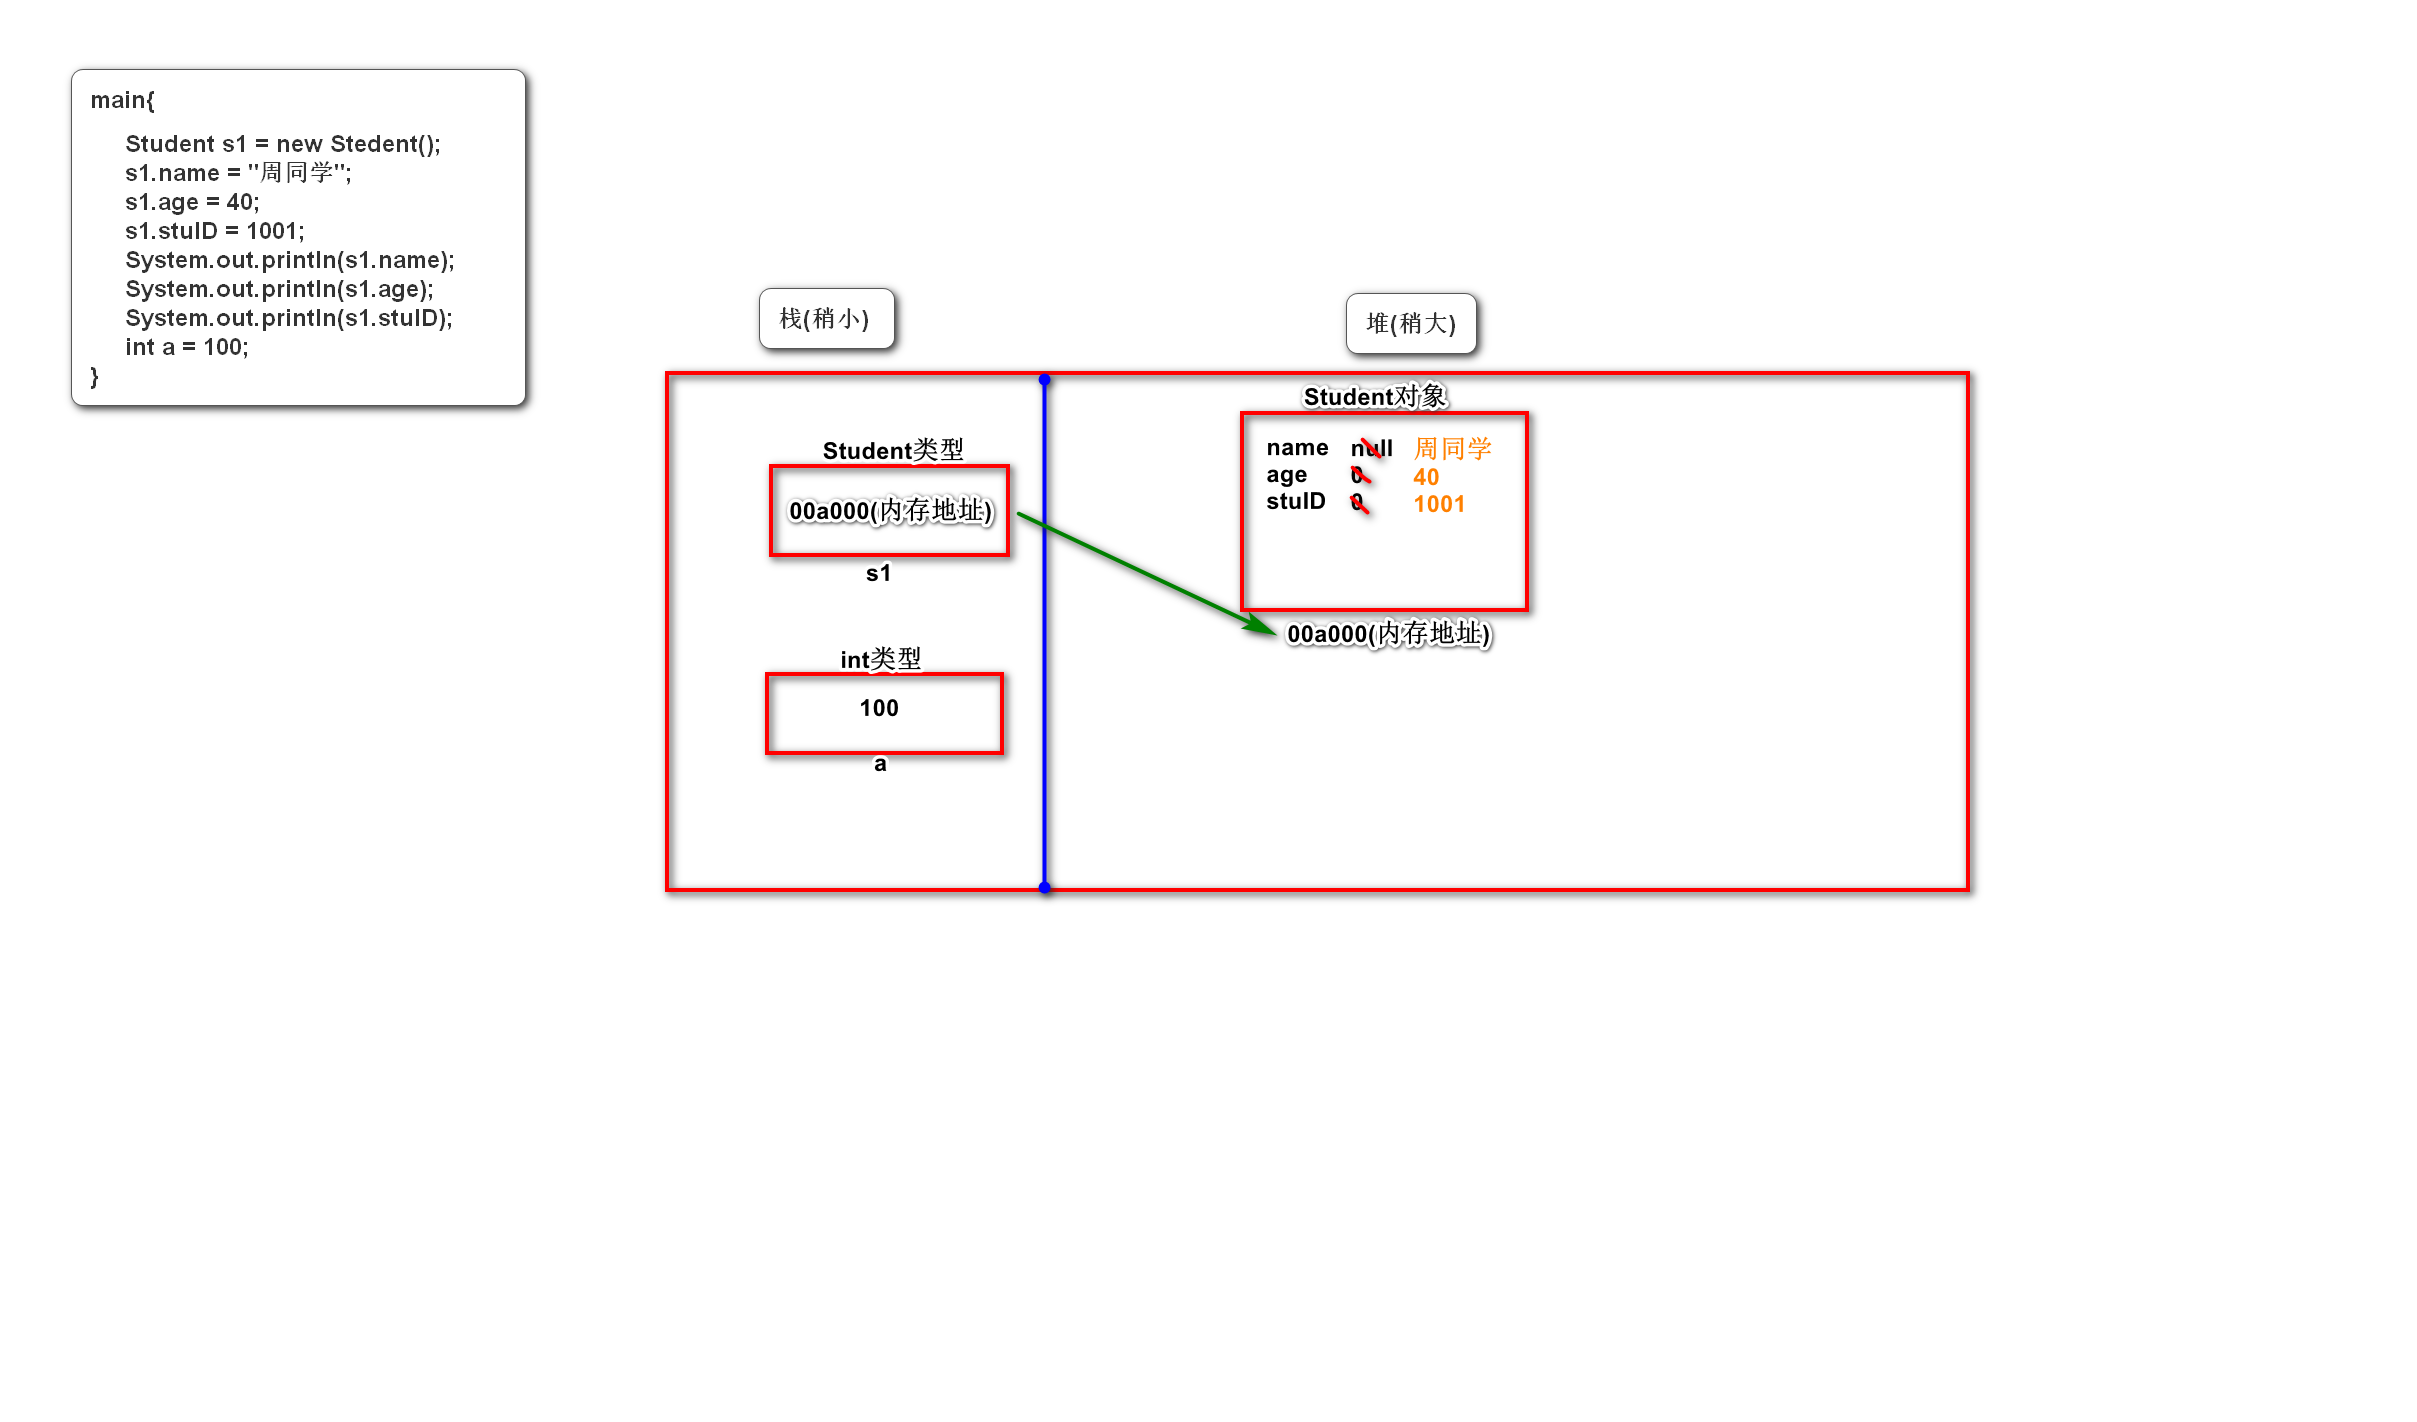 main{
Student s1 = new Stedent();
s1.name = "周同学";
s1.age = 40;
s1.stuID = 1001;
System.out.println(s1.name);
System.out.println(s1.age);
System.out.println(s1.stuID);
int a = 100;
}
栈(稍小)
堆(稍大)
Student类型
00a000(内存地址)
s1
int类型
100
a
Student对象
name null 周同学
age 0 40
stuID 0 1001
00a000(内存地址)